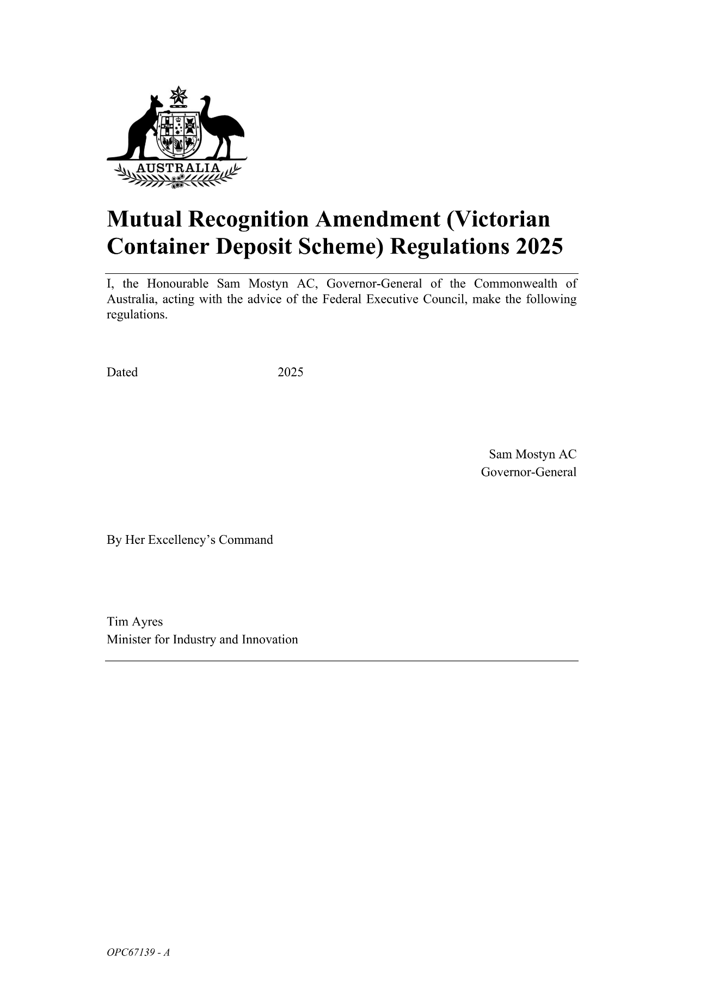 AUSTRALIA
Mutual Recognition Amendment (Victorian
Container Deposit Scheme) Regulations 2025
I, the Honourable Sam Mostyn AC, Governor-General of the Commonwealth of
Australia, acting with the advice of the Federal Executive Council, make the following
regulations.
Dated 2025
Sam Mostyn AC
Governor-General
By Her Excellency’s Command
Tim Ayres
Minister for Industry and Innovation
OPC67139 - A